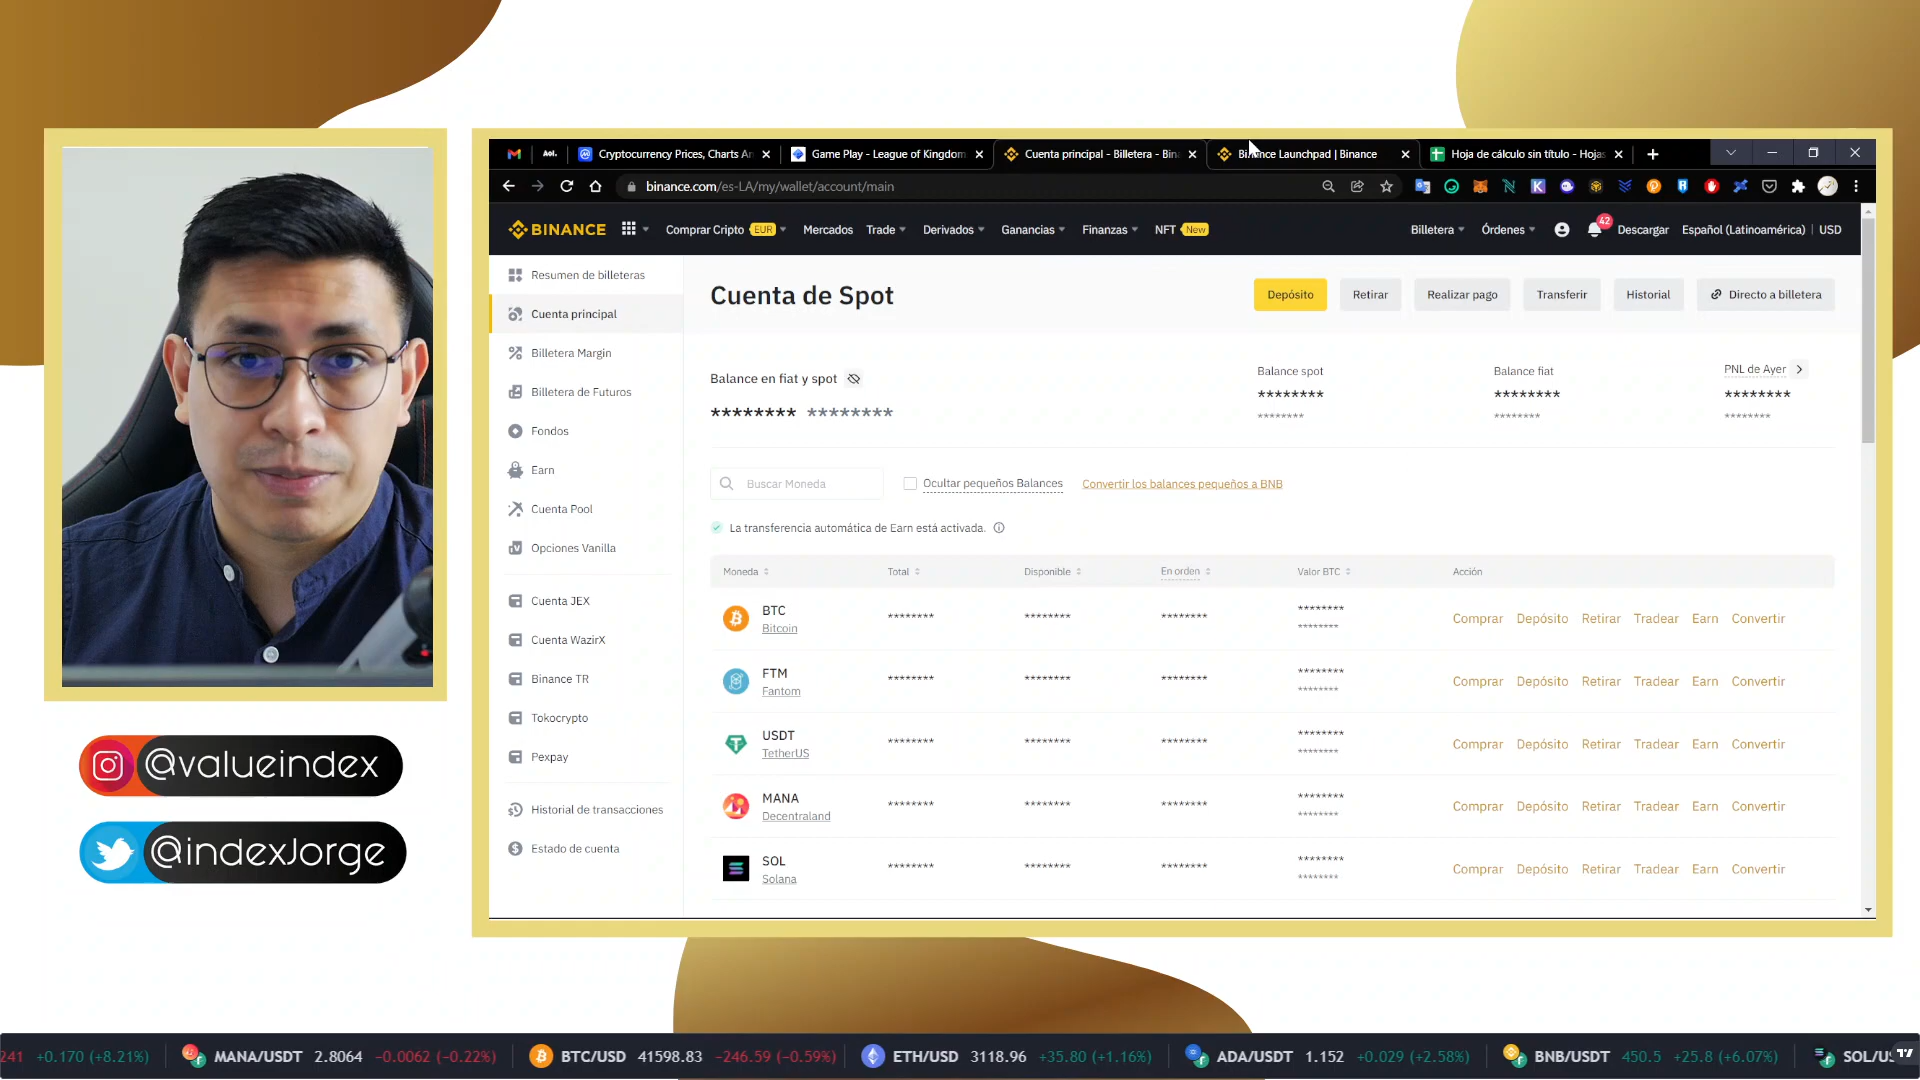 Aol.
Cryptocurrency Prices, Charts An
Game Play - League of Kingdom
Cuenta principal - Billetera - Bin
Binance Launchpad | Binance
Hoja de cálculo sin título - Hojas
binance.com/es-LA/my/wallet/account/main
BINANCE
Comprar Cripto EUR
Mercados
Trade
Derivados
Ganancias
Finanzas
NFT New
Billetera
Órdenes
42
Descargar
Español (Latinoamérica) | USD
Resumen de billeteras
Cuenta principal
Billetera Margin
Billetera de Futuros
Fondos
Earn
Cuenta Pool
Opciones Vanilla
Cuenta JEX
Cuenta WazirX
Binance TR
Tokocrypto
Pexpay
Historial de transacciones
Estado de cuenta
Cuenta de Spot
Depósito
Retirar
Realizar pago
Transferir
Historial
Directo a billetera
Balance en fiat y spot
******** ********
Balance spot
********
********
Balance fiat
********
********
PNL de Ayer
********
********
Buscar Moneda
Ocultar pequeños Balances
Convertir los balances pequeños a BNB
La transferencia automática de Earn está activada.
Moneda Total Disponible En orden Valor BTC Acción
BTC
Bitcoin
******** ******** ******** ********
********
Comprar Depósito Retirar Tradear Earn Convertir
FTM
Fantom
******** ******** ******** ********
********
Comprar Depósito Retirar Tradear Earn Convertir
USDT
TetherUS
******** ******** ******** ********
********
Comprar Depósito Retirar Tradear Earn Convertir
MANA
Decentraland
******** ******** ******** ********
********
Comprar Depósito Retirar Tradear Earn Convertir
SOL
Solana
******** ******** ******** ********
********
Comprar Depósito Retirar Tradear Earn Convertir
@valueindex
@indexJorge
241 +0.170 (+8.21%) MANA/USDT 2.8064 −0.0062 (−0.22%) BTC/USD 41598.83 −246.59 (−0.59%) ETH/USD 3118.96 +35.80 (+1.16%) ADA/USDT 1.152 +0.029 (+2.58%) BNB/USDT 450.5 +25.8 (+6.07%) SOL/US